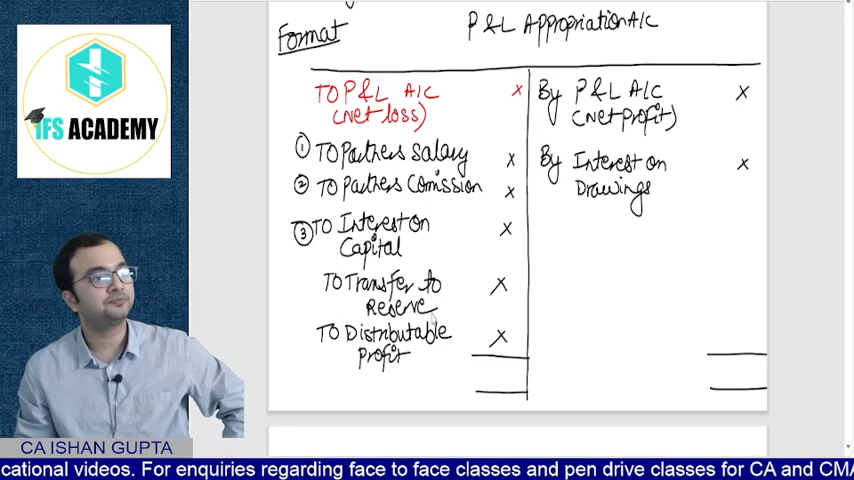 Format
P&L Appropriation A/C
TO P&L A/C X
(Net loss)
By P&L A/C X
(Net profit)
① TO Partners Salary X
② TO Partners Comission X
By Interest on X
Drawings
③ TO Interest on X
Capital
TO Transfer to X
Reserve
TO Distributable X
Profit
IFS ACADEMY
CA ISHAN GUPTA
cational videos. For enquiries regarding face to face classes and pen drive classes for CA and CMA